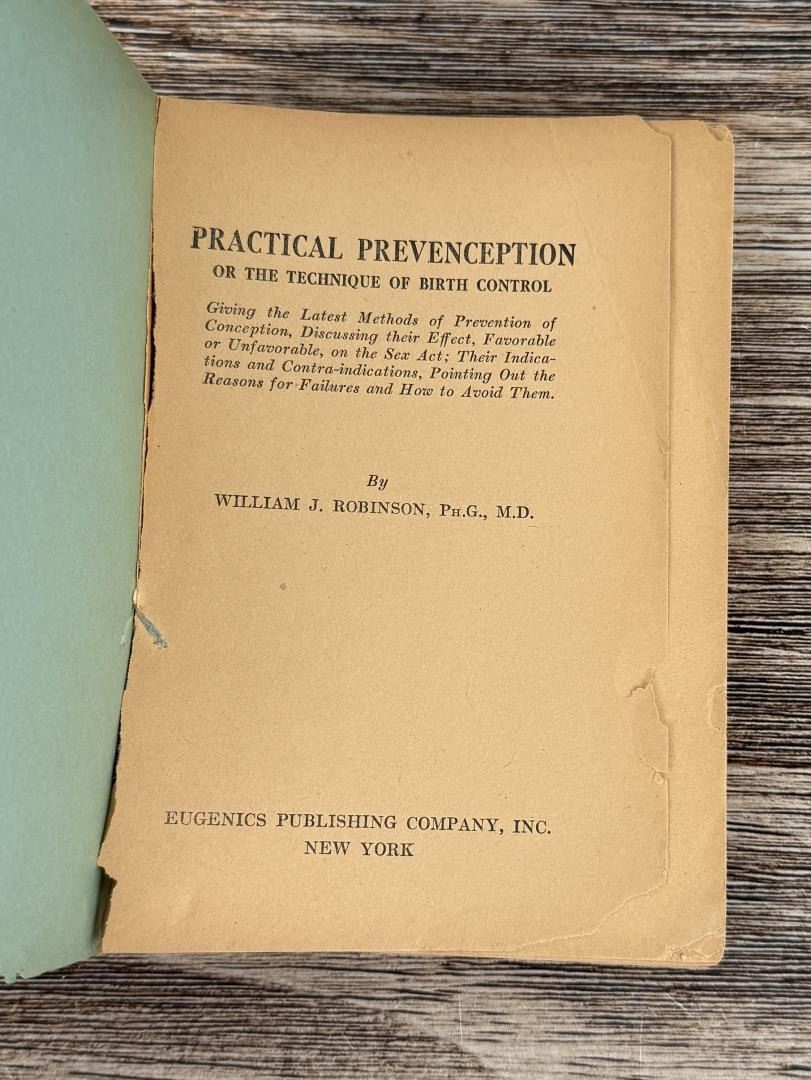 PRACTICAL PREVENCEPTION
OR THE TECHNIQUE OF BIRTH CONTROL
Giving the Latest Methods of Prevention of
Conception, Discussing their Effect, Favorable
or Unfavorable, on the Sex Act; Their Indica-
tions and Contra-indications, Pointing Out the
Reasons for Failures and How to Avoid Them.
By
WILLIAM J. ROBINSON, PH.G., M.D.
EUGENICS PUBLISHING COMPANY, INC.
NEW YORK